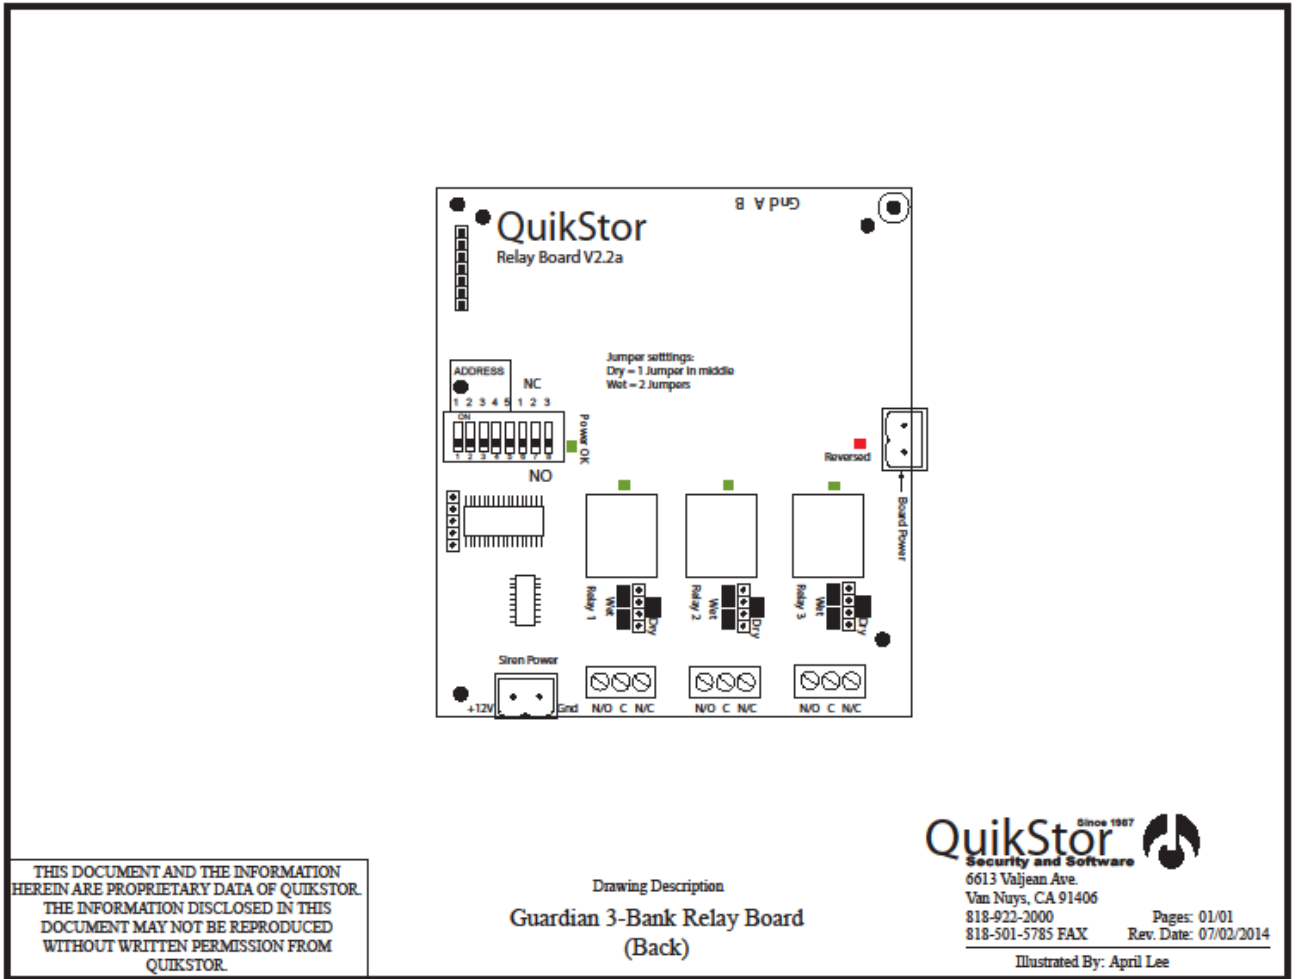 Gnd A B
QuikStor
Relay Board V2.2a
Jumper setttings:
Dry = 1 Jumper in middle
Wet = 2 Jumpers
ADDRESS
NC
1 2 3 4 5 1 2 3
ON
1 2 3 4 5 6 7 8
Power OK
NO
Reversed
Board Power
Relay 1
Wet
Dry
Relay 2
Wet
Dry
Relay 3
Wet
Dry
Siren Power
+12V
Gnd
N/O C N/C
N/O C N/C
N/O C N/C
THIS DOCUMENT AND THE INFORMATION
HEREIN ARE PROPRIETARY DATA OF QUIKSTOR.
THE INFORMATION DISCLOSED IN THIS
DOCUMENT MAY NOT BE REPRODUCED
WITHOUT WRITTEN PERMISSION FROM
QUIKSTOR.
Drawing Description
Guardian 3-Bank Relay Board
(Back)
Since 1987
QuikStor
Security and Software
6613 Valjean Ave.
Van Nuys, CA 91406
818-922-2000
818-501-5785 FAX
Pages: 01/01
Rev. Date: 07/02/2014
Illustrated By: April Lee